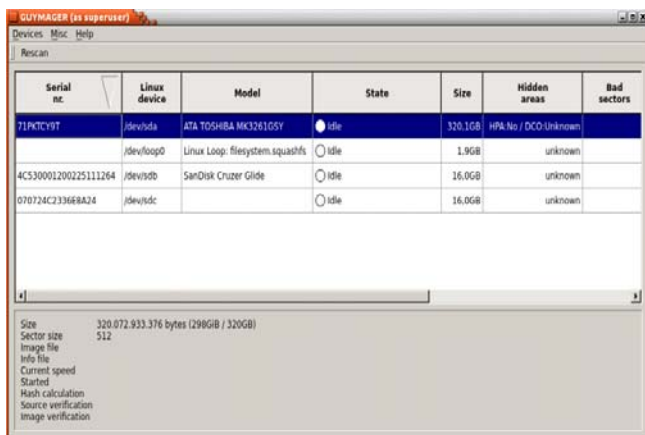 GUYMAGER (as superuser)
Devices Misc Help
Rescan
Serial nr. Linux device Model State Size Hidden areas Bad sectors
71PKTCY9T /dev/sda ATA TOSHIBA MK3261GSY Idle 320,1GB HPA:No / DCO:Unknown
/dev/loop0 Linux Loop: filesystem.squashfs Idle 1,9GB unknown
4C530001200225111264 /dev/sdb SanDisk Cruzer Glide Idle 16,0GB unknown
070724C2336E8A24 /dev/sdc Idle 16,0GB unknown
Size 320.072.933.376 bytes (298GiB / 320GB)
Sector size 512
Image file
Info file
Current speed
Started
Hash calculation
Source verification
Image verification